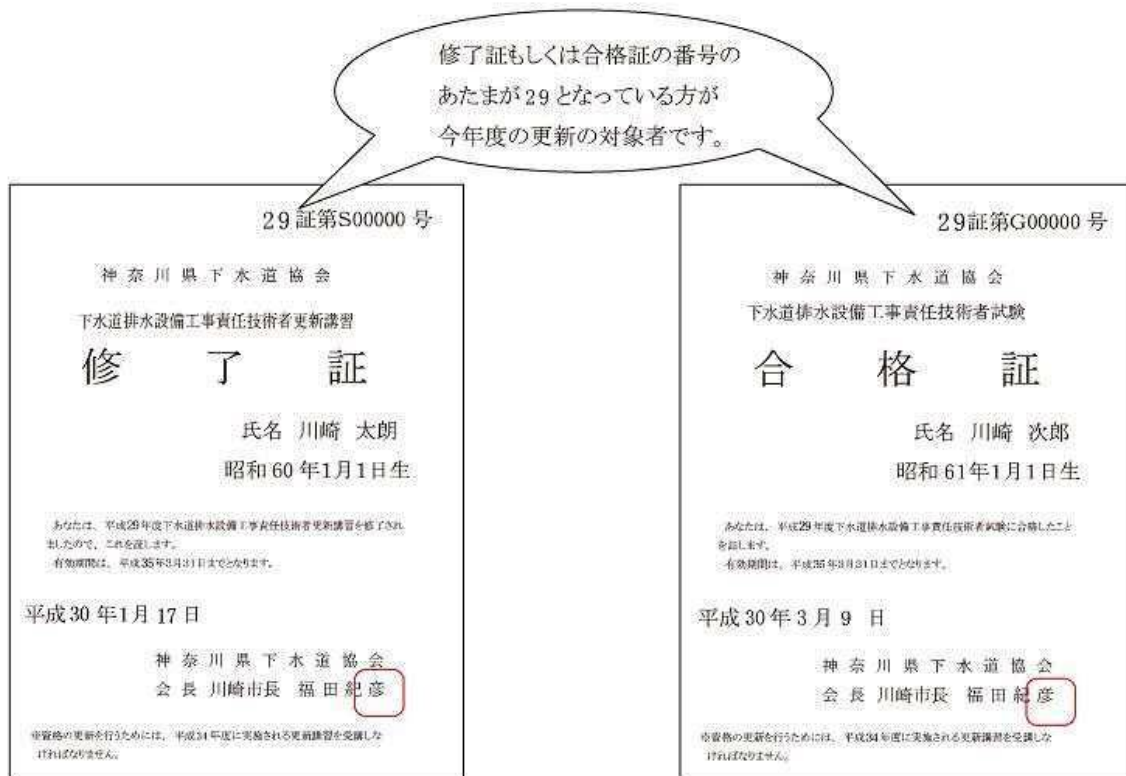 修了証もしくは合格証の番号の
あたまが29となっている方が
今年度の更新の対象者です。
29証第S00000号
神奈川県下水道協会
下水道排水設備工事責任技術者更新講習
修了証
氏名 川崎 太朗
昭和60年1月1日生
あなたは、平成29年度下水道排水設備工事責任技術者更新講習を修了され
ましたので、これを証します。
有効期間は、平成35年3月31日までとなります。
平成30年1月17日
神奈川県下水道協会
会長 川崎市長 福田紀彦
※資格の更新を行うためには、平成34年度に実施される更新講習を受講しな
ければなりません。
29証第G00000号
神奈川県下水道協会
下水道排水設備工事責任技術者試験
合格証
氏名 川崎 次郎
昭和61年1月1日生
あなたは、平成29年度下水道排水設備工事責任技術者試験に合格したこと
を証します。
有効期間は、平成35年3月31日までとなります。
平成30年3月9日
神奈川県下水道協会
会長 川崎市長 福田紀彦
※資格の更新を行うためには、平成34年度に実施される更新講習を受講しな
ければなりません。